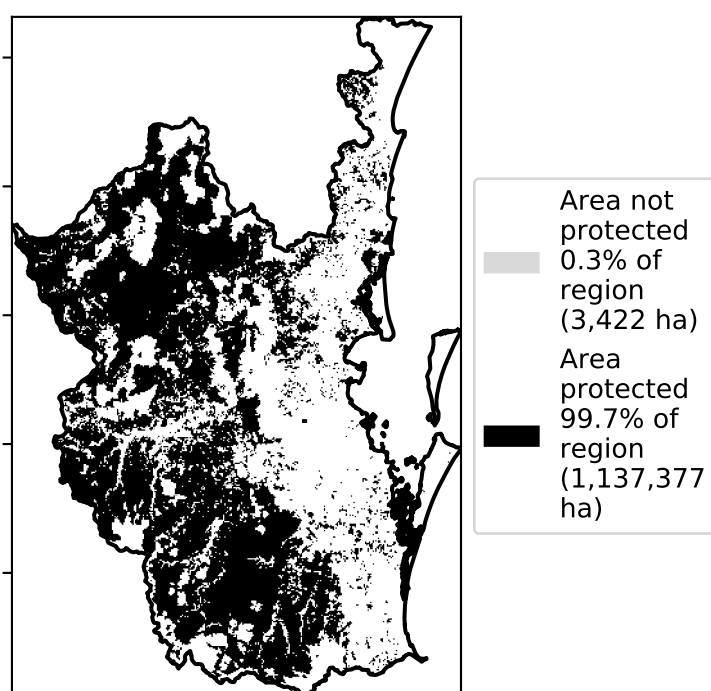 Area not
protected
0.3% of
region
(3,422 ha)
Area
protected
99.7% of
region
(1,137,377
ha)